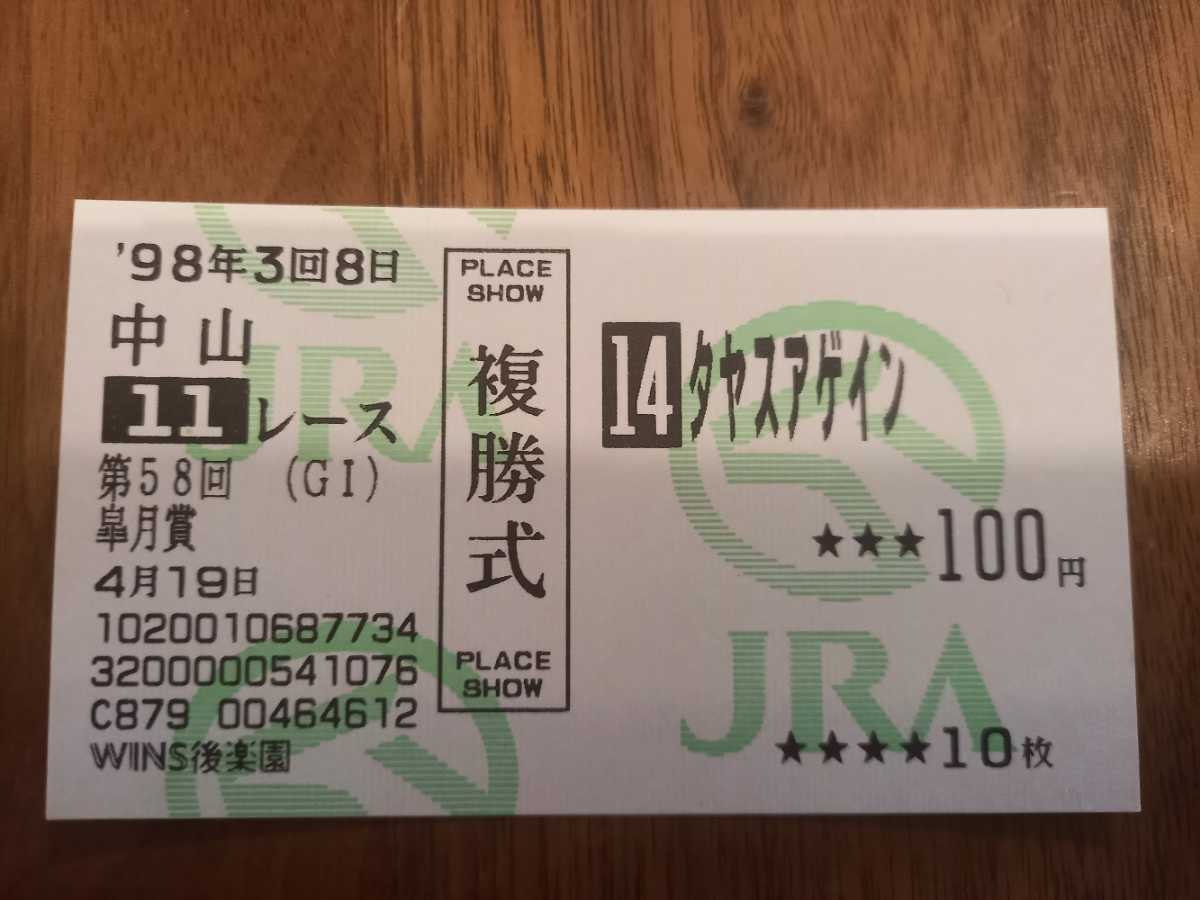 '98年3回8日
中山
11レース
第58回 (GI)
皐月賞
4月19日
1020010687734
3200000541076
C879 00464612
WINS後楽園
PLACE
SHOW
複勝式
PLACE
SHOW
14 タヤスアゲイン
★★★100円
★★★★10枚
JRA
JRA